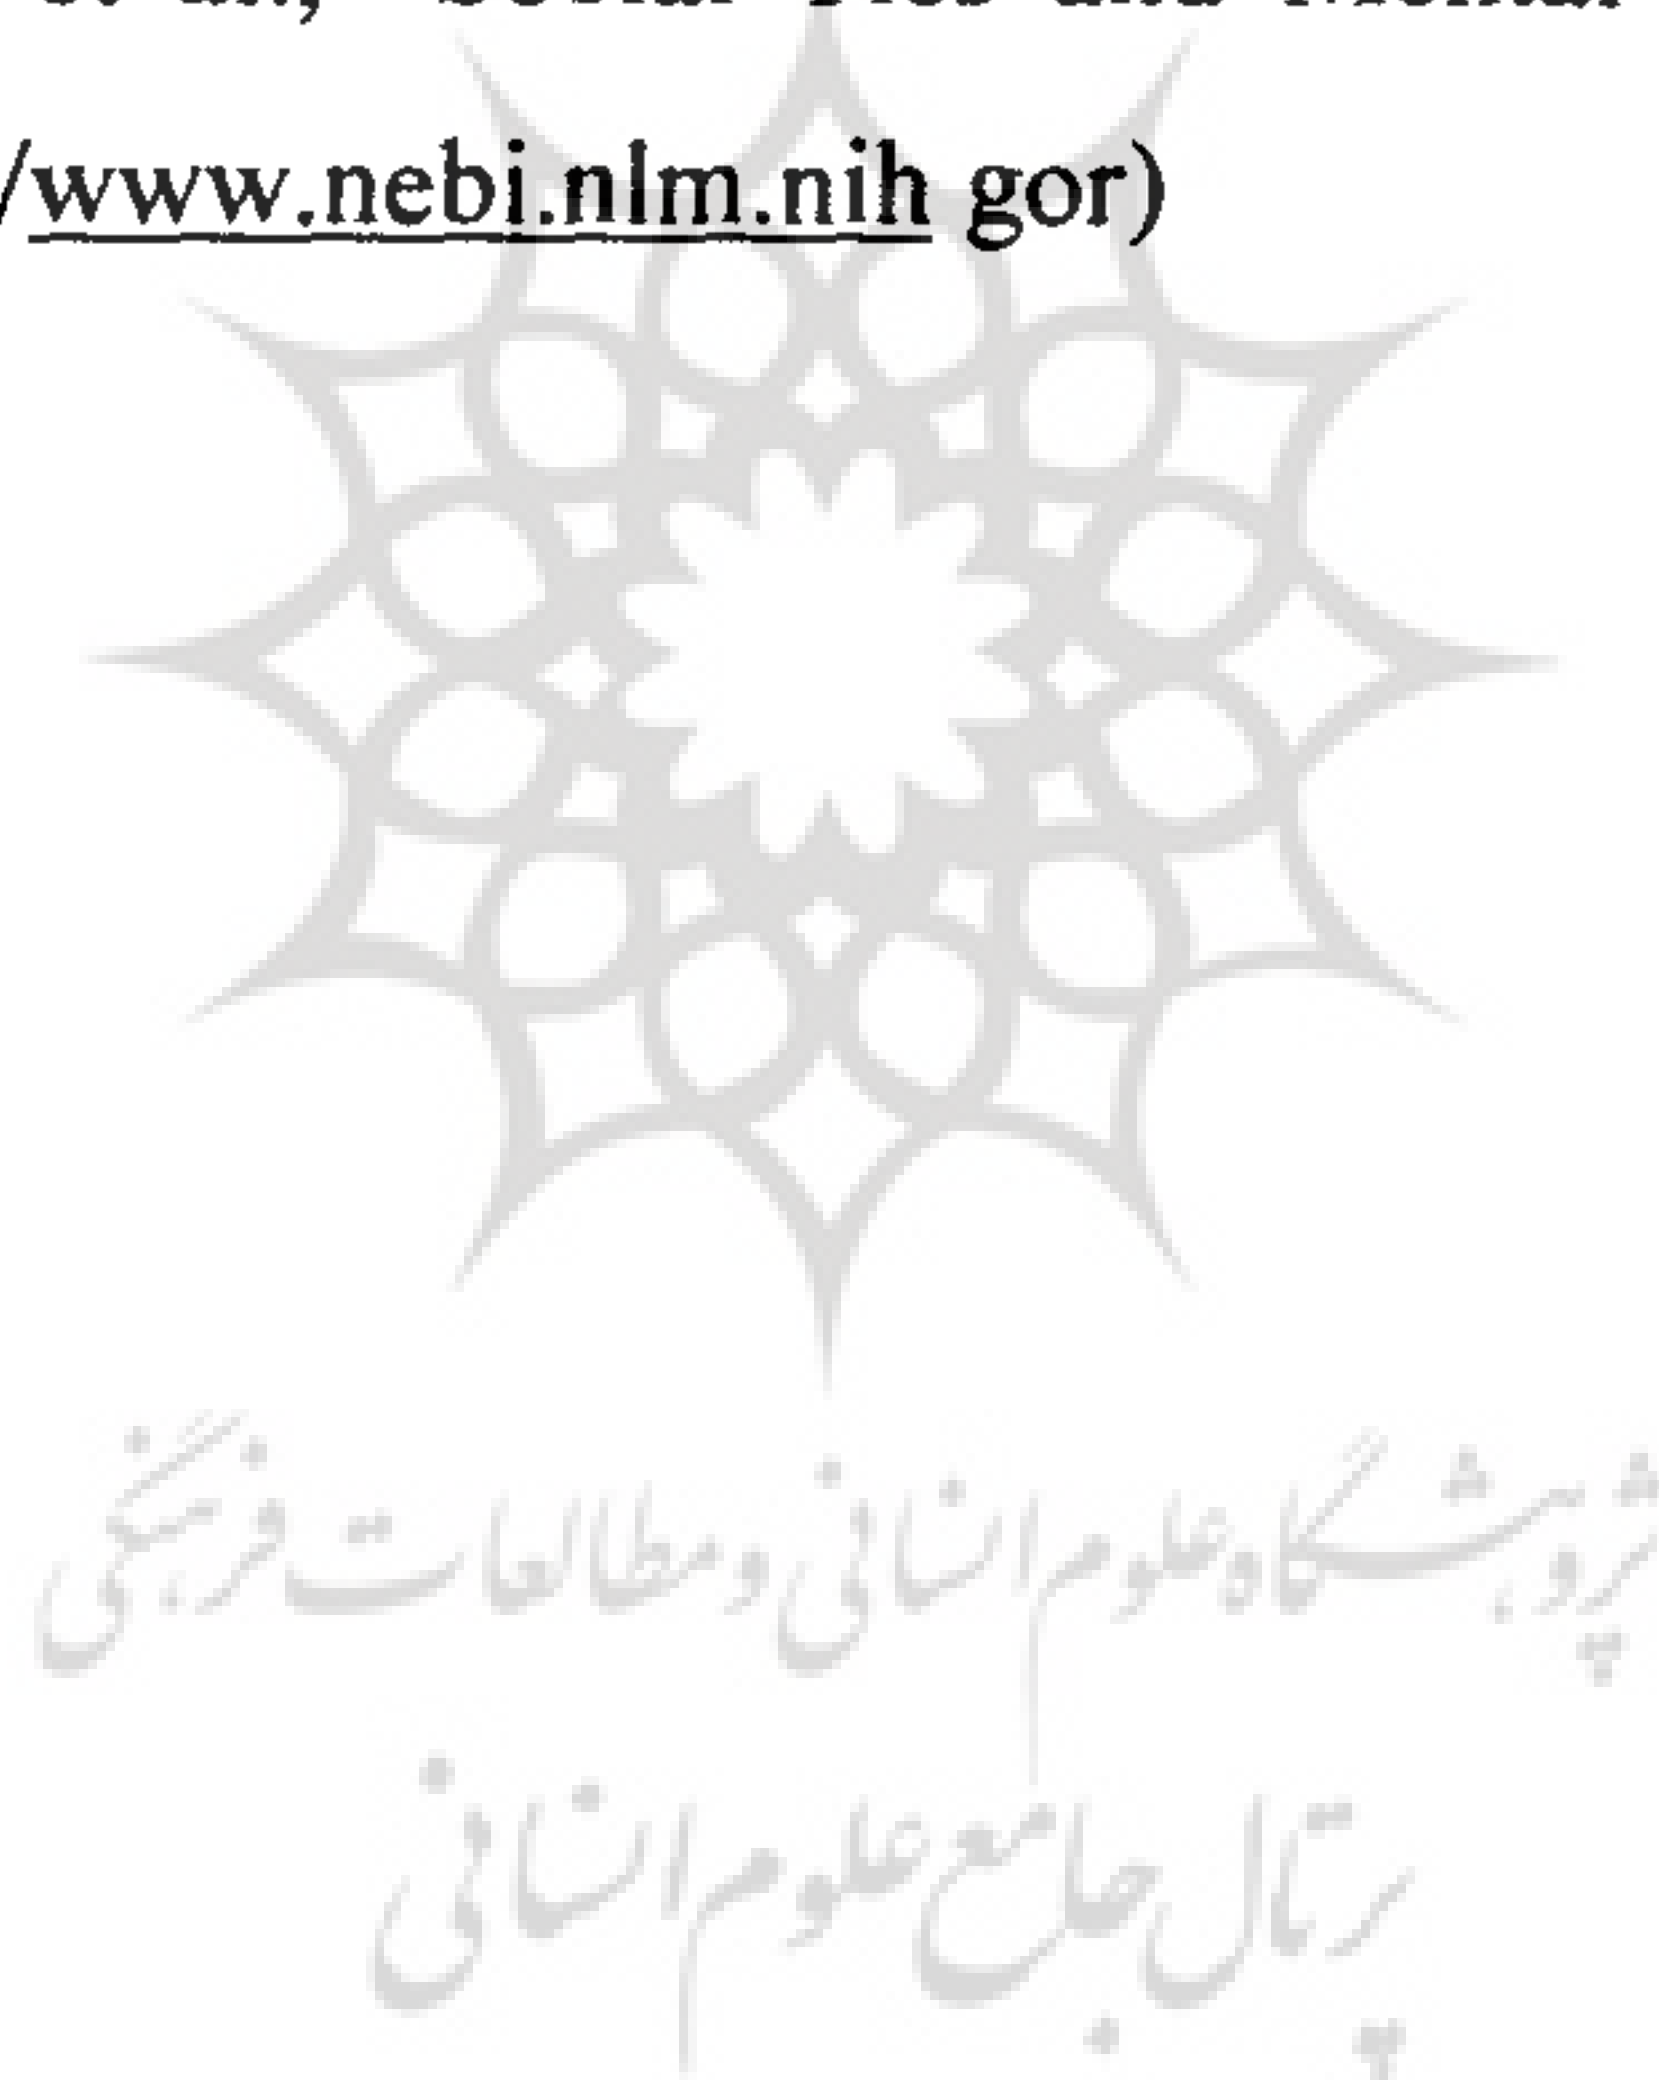 /www.nebi.nlm.nih gor)
پژوهشگاه علوم انسانی و مطالعات فرهنگی
پرتال جامع علوم انسانی